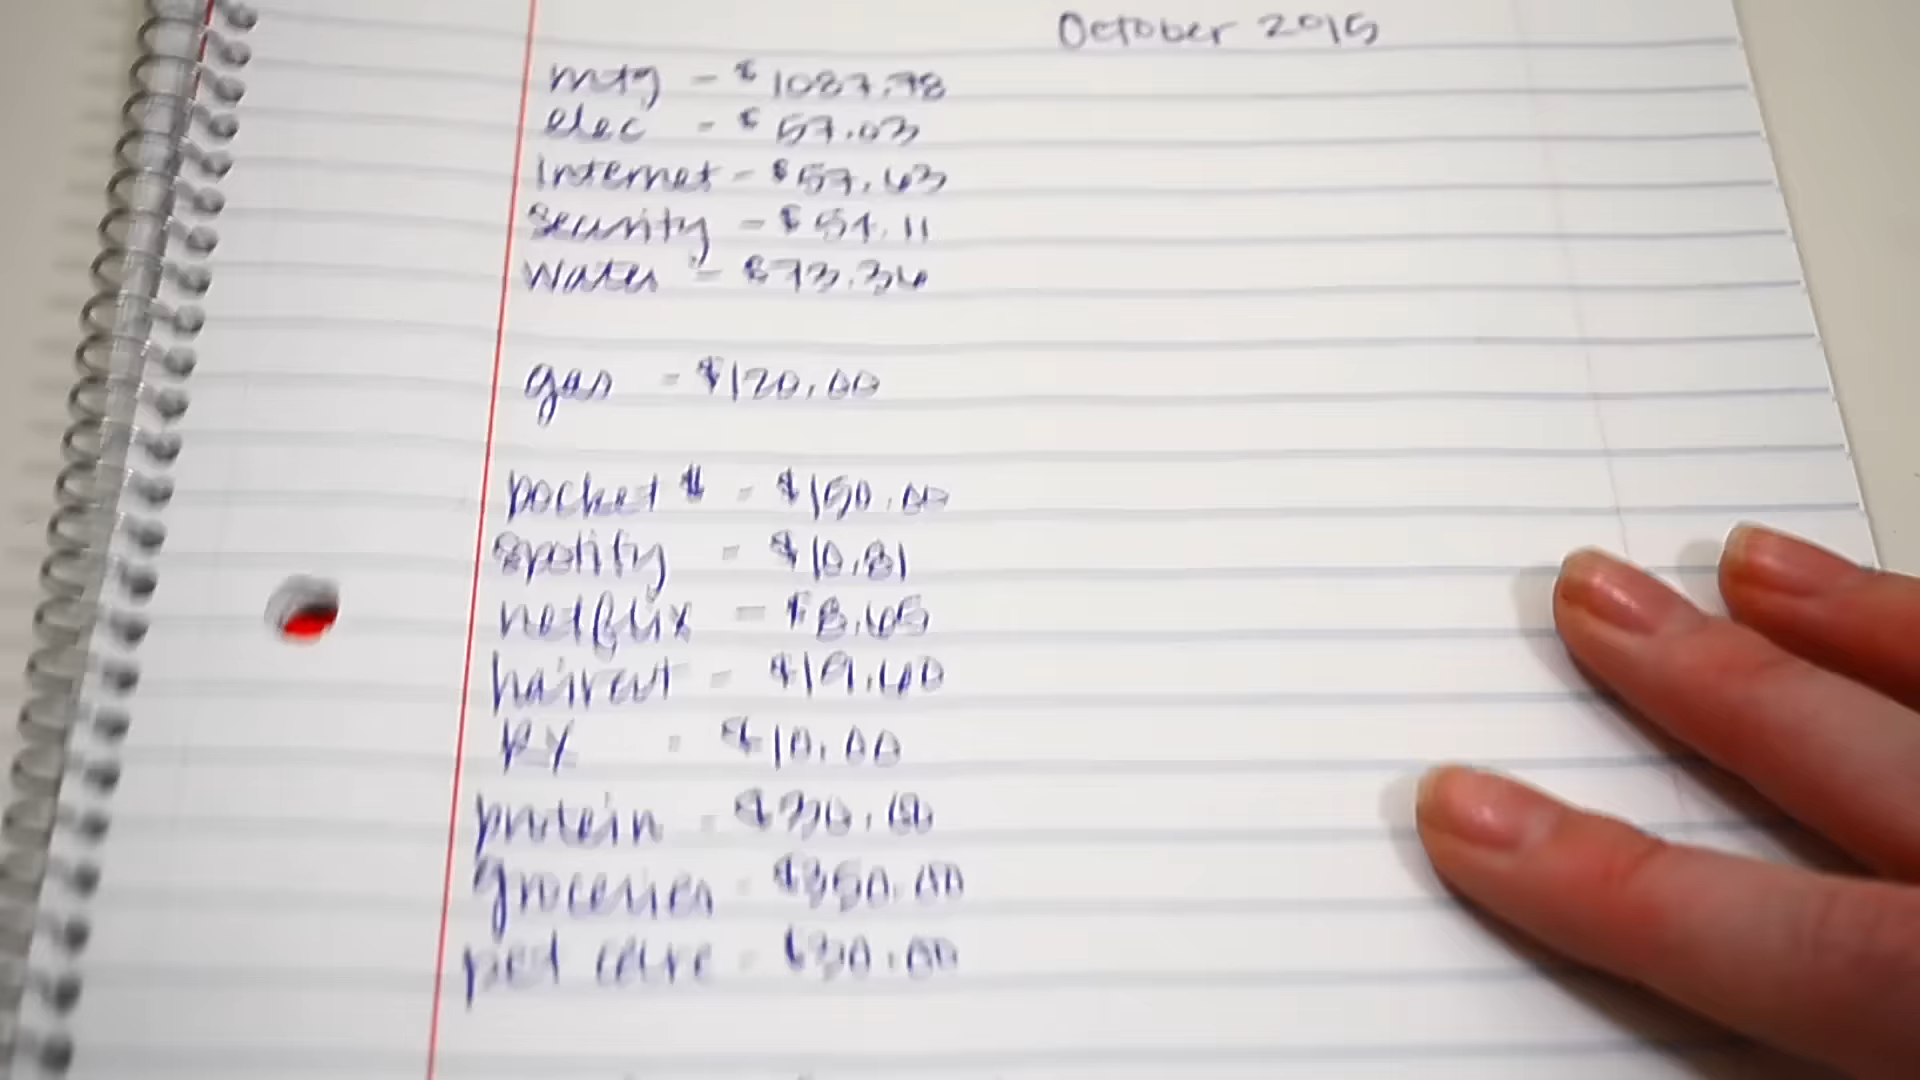 October 2015
mtg - $1087.78
elec - $57.03
internet - $57.63
security - $51.11
water - $73.36
gas - $120.00
pocket $ - $150.00
spotify - $10.81
netflix - $8.65
haircut - $19.60
RX - $10.00
protein - $30.00
groceries - $350.00
pet care - $30.00